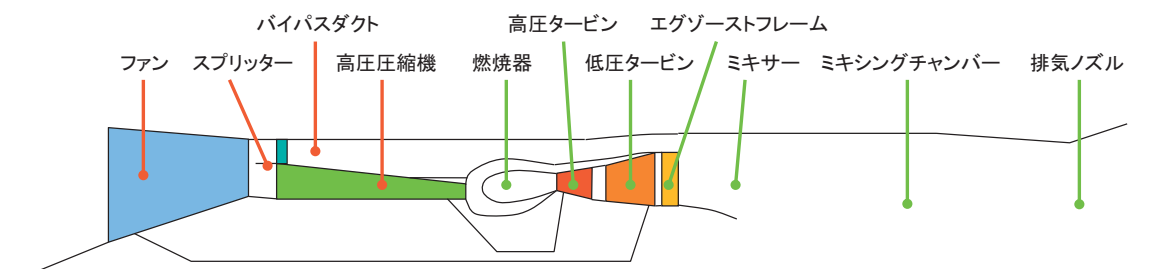 バイパスダクト 高圧タービン エグゾーストフレーム
ファン スプリッター 高圧圧縮機 燃焼器 低圧タービン ミキサー ミキシングチャンバー 排気ノズル